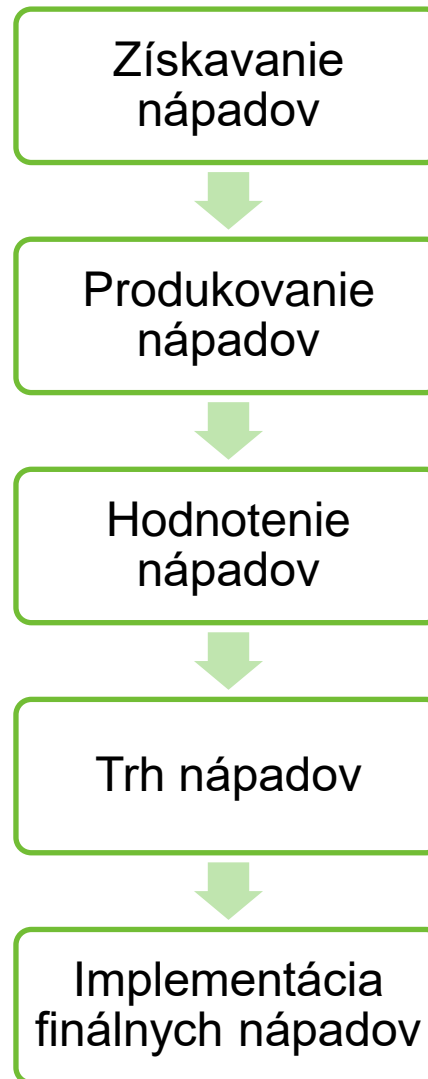 Získavanie
nápadov
Produkovanie
nápadov
Hodnotenie
nápadov
Trh nápadov
Implementácia
finálnych nápadov